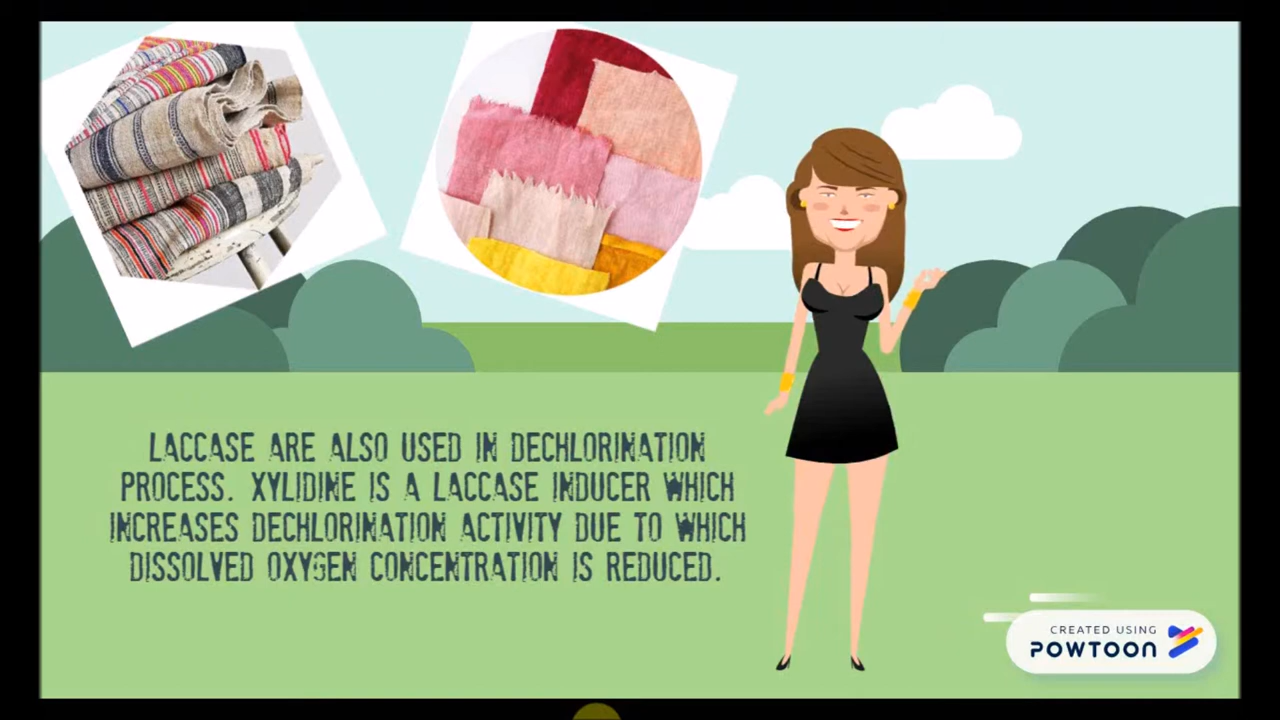 LACCASE ARE ALSO USED IN DECHLORINATION
PROCESS. XYLIDINE IS A LACCASE INDUCER WHICH
INCREASES DECHLORINATION ACTIVITY DUE TO WHICH
DISSOLVED OXYGEN CONCENTRATION IS REDUCED.
CREATED USING
POWTOON